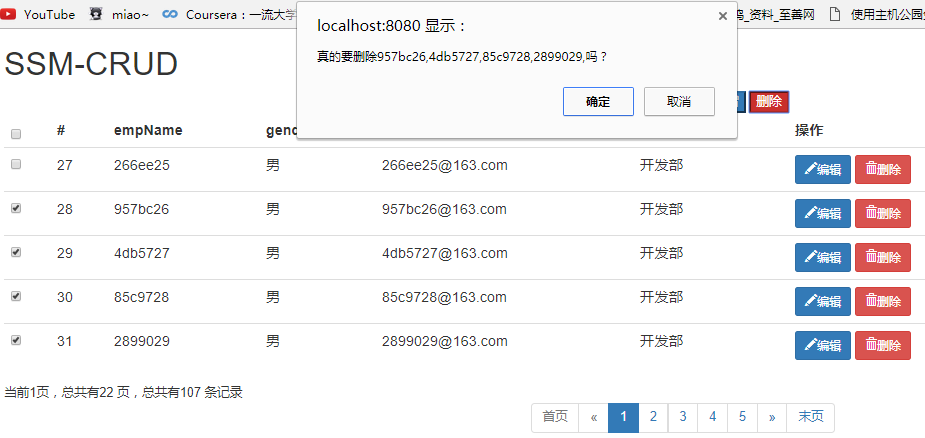 YouTube miao~ Coursera：一流大学
_资料_至善网 使用主机公园
localhost:8080 显示：
真的要删除957bc26,4db5727,85c9728,2899029,吗？
确定 取消
SSM-CRUD
删除
# empName gend 操作
27 266ee25 男 266ee25@163.com 开发部 编辑 删除
28 957bc26 男 957bc26@163.com 开发部 编辑 删除
29 4db5727 男 4db5727@163.com 开发部 编辑 删除
30 85c9728 男 85c9728@163.com 开发部 编辑 删除
31 2899029 男 2899029@163.com 开发部 编辑 删除
当前1页，总共有22 页，总共有107 条记录
首页 « 1 2 3 4 5 » 末页